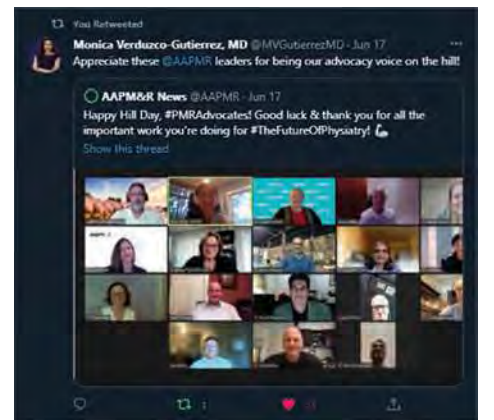 You Retweeted
Monica Verduzco-Gutierrez, MD @MVGutierrezMD · Jun 17
Appreciate these @AAPMR leaders for being our advocacy voice on the hill!
AAPM&R News @AAPMR · Jun 17
Happy Hill Day, #PMRAdvocates! Good luck & thank you for all the
important work you're doing for #TheFutureOfPhysiatry! 💪
Show this thread